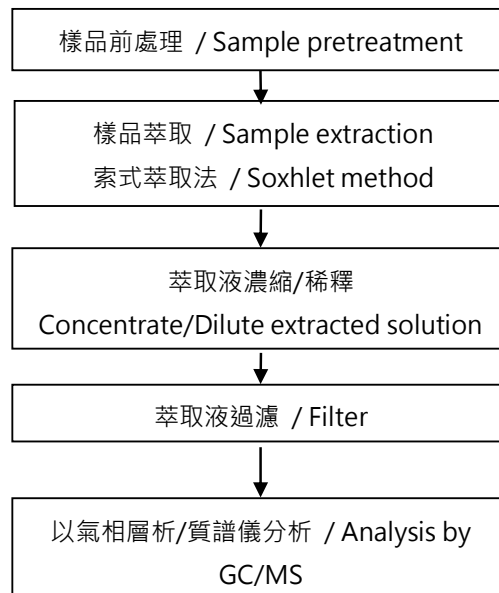 樣品前處理 / Sample pretreatment
樣品萃取 / Sample extraction
索式萃取法 / Soxhlet method
萃取液濃縮/稀釋
Concentrate/Dilute extracted solution
萃取液過濾 / Filter
以氣相層析/質譜儀分析 / Analysis by
GC/MS